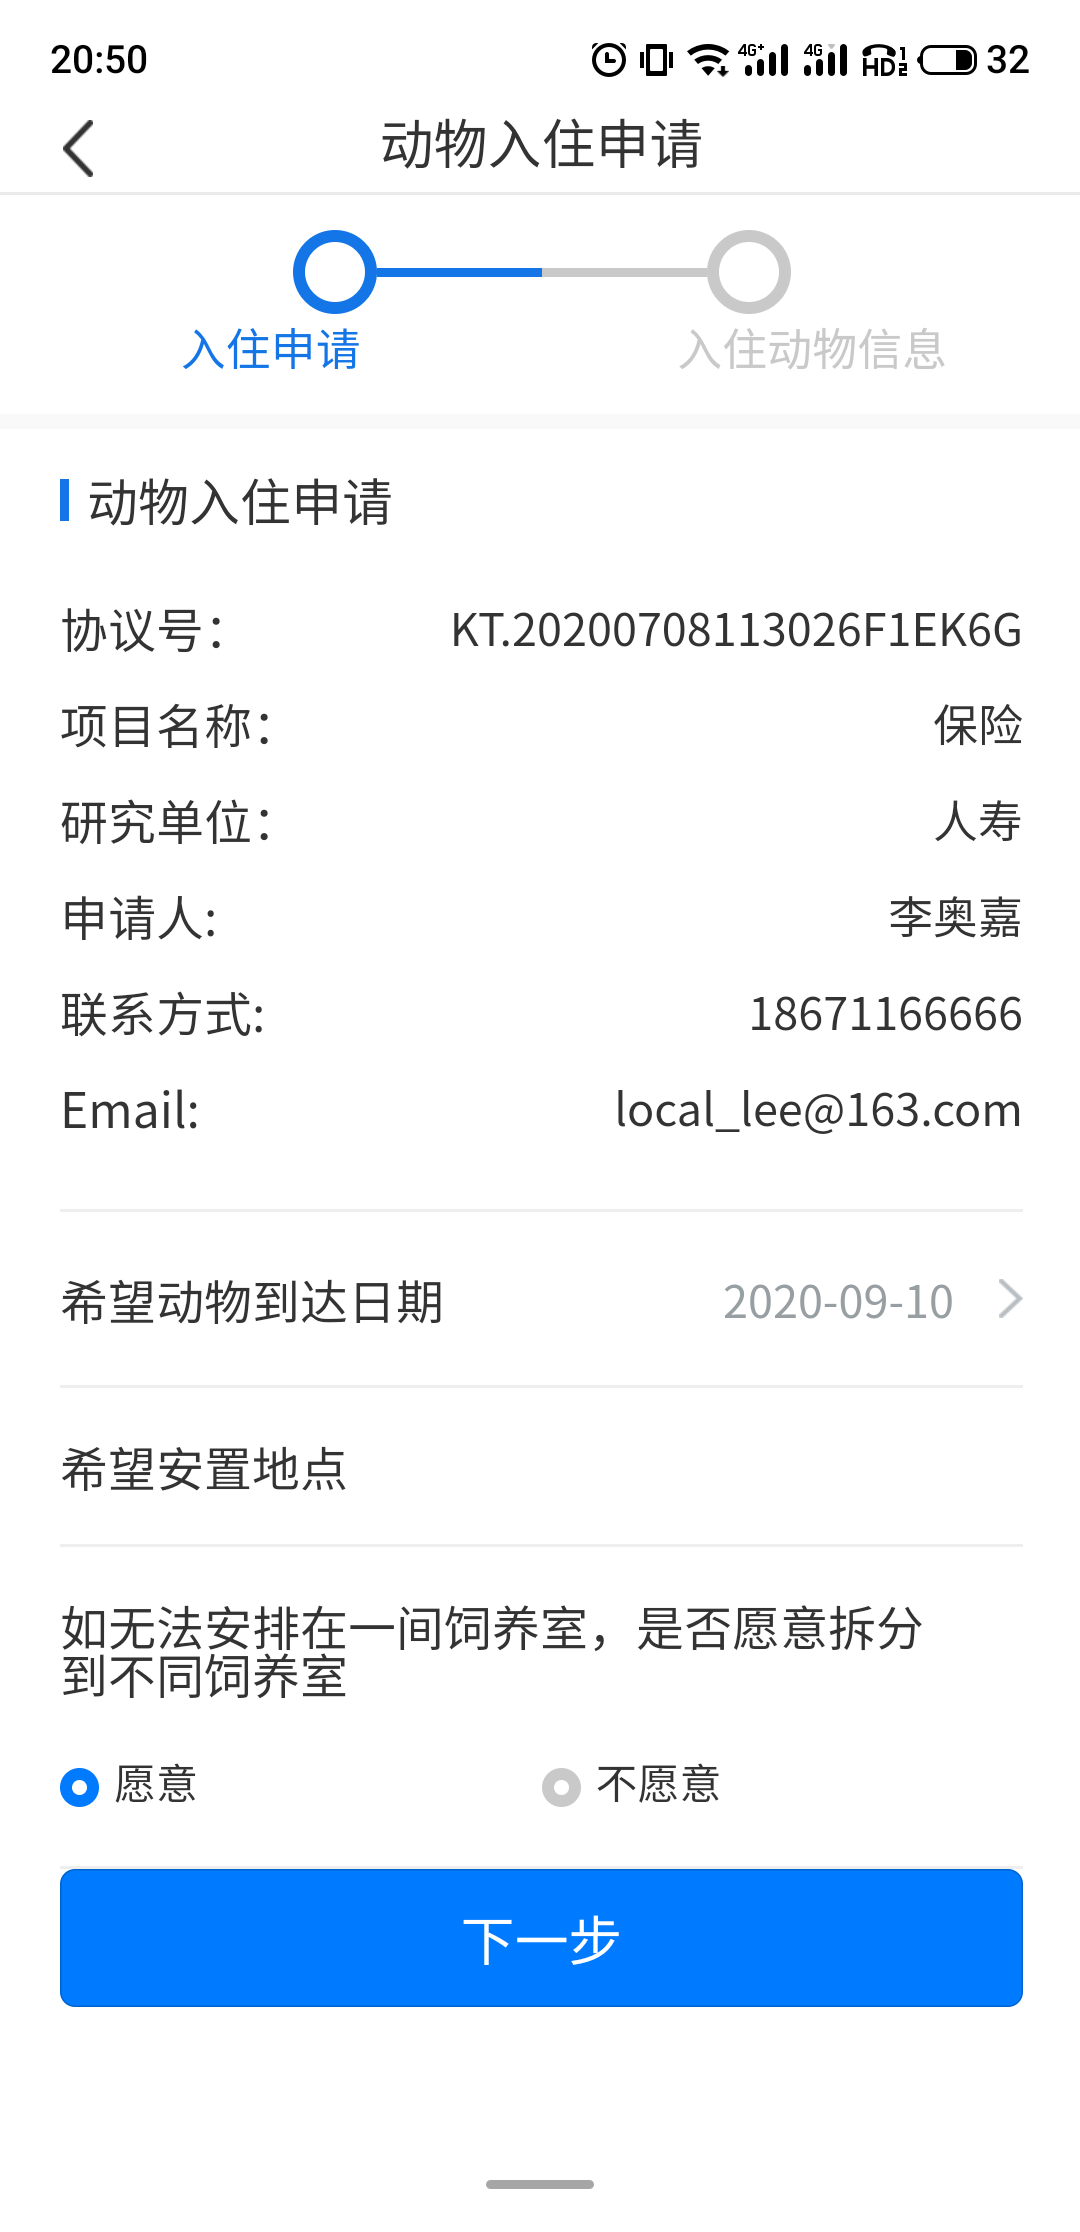 20:50
4G+ 4G HD 1 2 32
动物入住申请
入住申请
入住动物信息
动物入住申请
协议号：
KT.20200708113026F1EK6G
项目名称：
保险
研究单位：
人寿
申请人:
李奥嘉
联系方式:
18671166666
Email:
local_lee@163.com
希望动物到达日期
2020-09-10
希望安置地点
如无法安排在一间饲养室，是否愿意拆分
到不同饲养室
愿意
不愿意
下一步